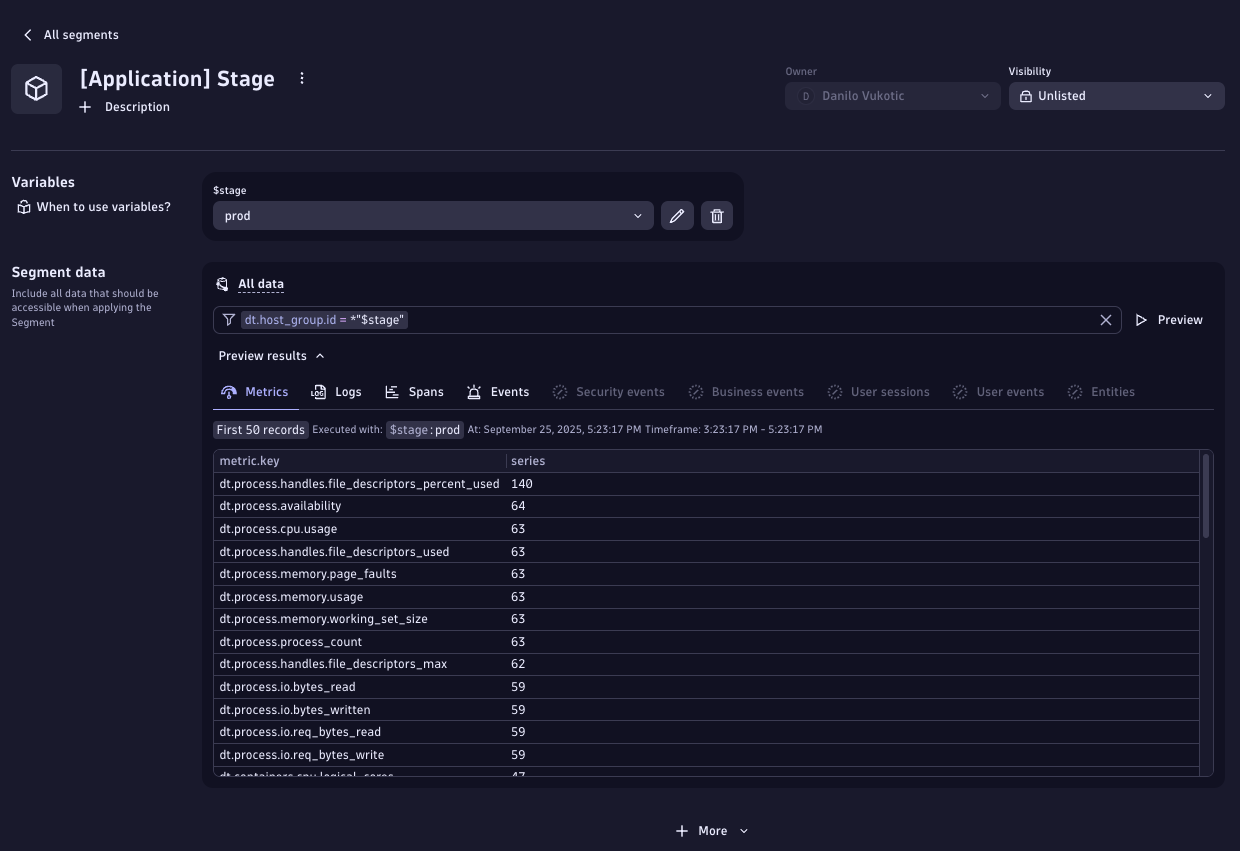 All segments
[Application] Stage
Description
Owner
D Danilo Vukotic
Visibility
Unlisted
Variables
When to use variables?
$stage
prod
Segment data
Include all data that should be
accessible when applying the
Segment
All data
dt.host_group.id = *"$stage"
Preview
Preview results
Metrics Logs Spans Events Security events Business events User sessions User events Entities
First 50 records Executed with: $stage:prod At: September 25, 2025, 5:23:17 PM Timeframe: 3:23:17 PM – 5:23:17 PM
metric.key series
dt.process.handles.file_descriptors_percent_used 140
dt.process.availability 64
dt.process.cpu.usage 63
dt.process.handles.file_descriptors_used 63
dt.process.memory.page_faults 63
dt.process.memory.usage 63
dt.process.memory.working_set_size 63
dt.process.process_count 63
dt.process.handles.file_descriptors_max 62
dt.process.io.bytes_read 59
dt.process.io.bytes_written 59
dt.process.io.req_bytes_read 59
dt.process.io.req_bytes_write 59
dt.containers.cpu.logical_cores 47
More